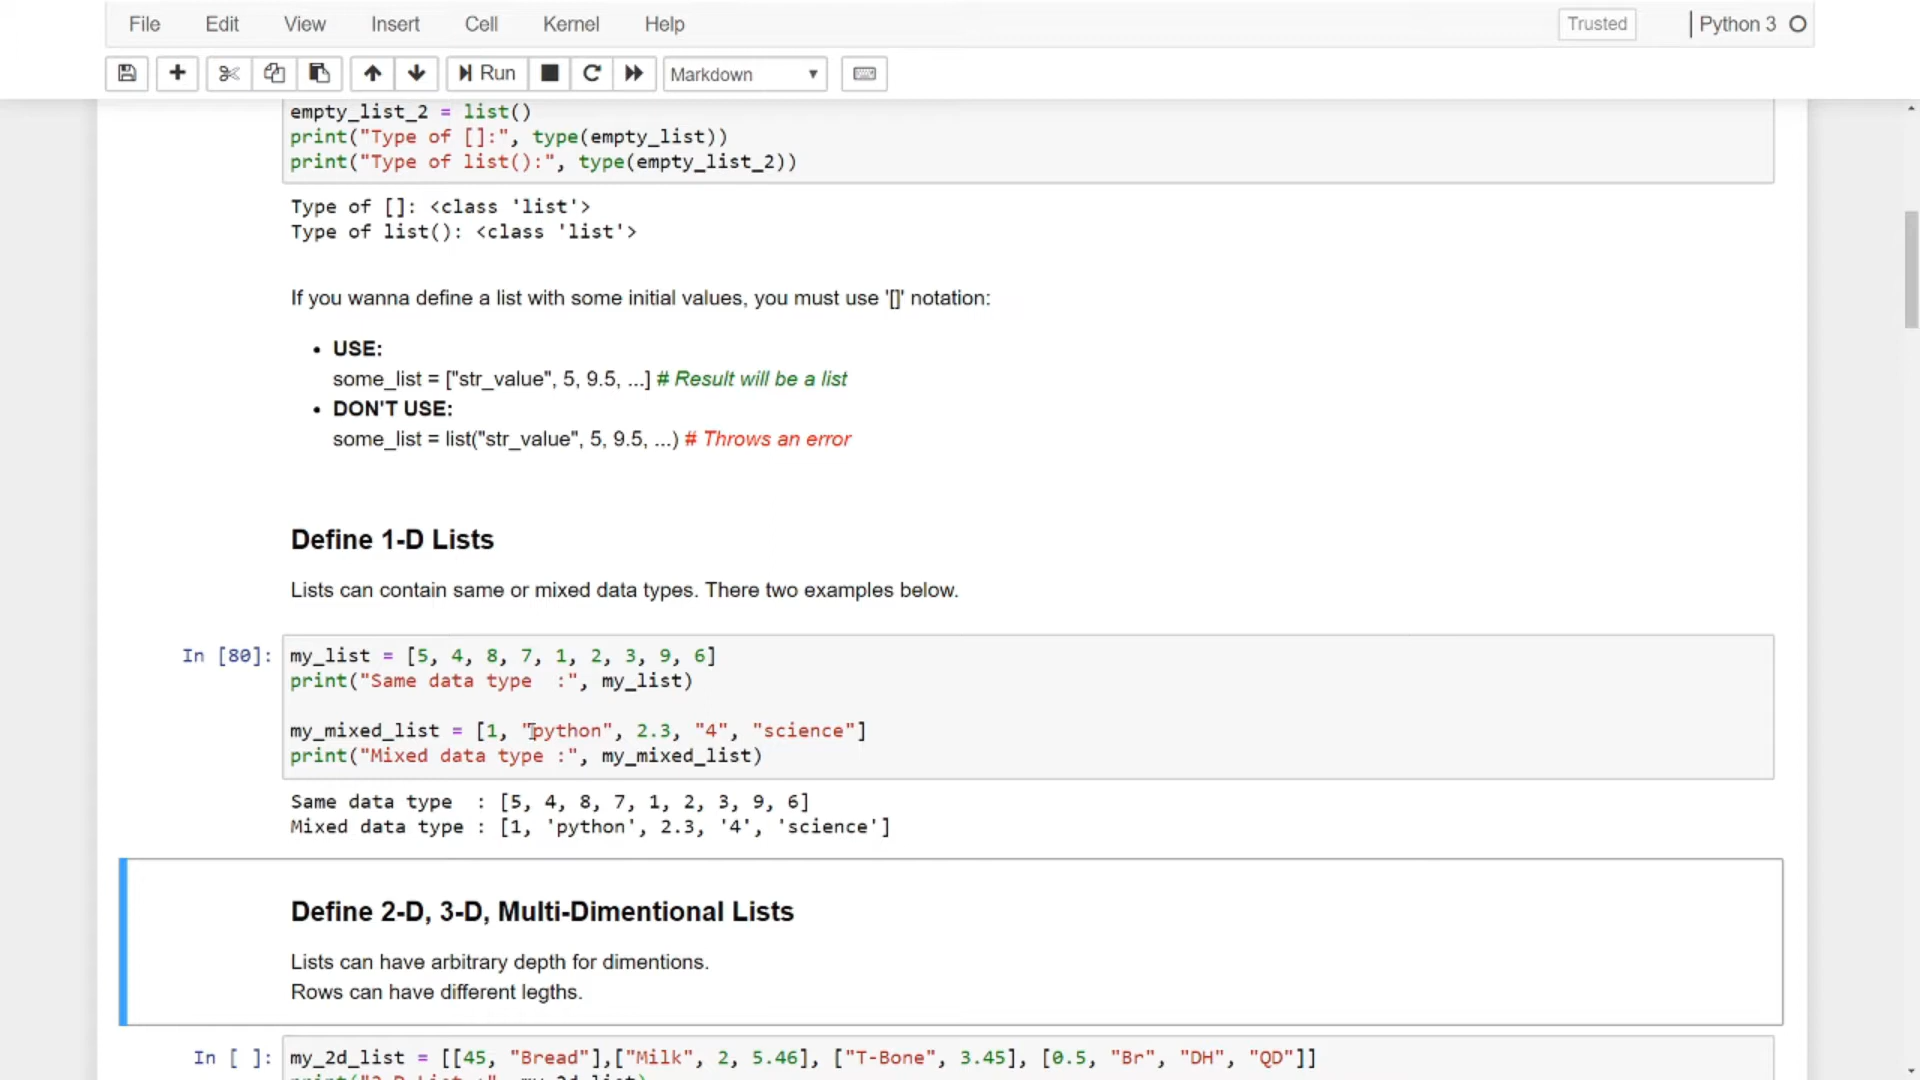 File Edit View Insert Cell Kernel Help Trusted Python 3
Run Markdown
empty_list_2 = list()
print("Type of []:", type(empty_list))
print("Type of list():", type(empty_list_2))
Type of []: <class 'list'>
Type of list(): <class 'list'>
If you wanna define a list with some initial values, you must use '[]' notation:
• USE:
some_list = ["str_value", 5, 9.5, ...] # Result will be a list
• DON'T USE:
some_list = list("str_value", 5, 9.5, ...) # Throws an error
Define 1-D Lists
Lists can contain same or mixed data types. There two examples below.
In [80]: my_list = [5, 4, 8, 7, 1, 2, 3, 9, 6]
print("Same data type  :", my_list)
my_mixed_list = [1, "python", 2.3, "4", "science"]
print("Mixed data type :", my_mixed_list)
Same data type  : [5, 4, 8, 7, 1, 2, 3, 9, 6]
Mixed data type : [1, 'python', 2.3, '4', 'science']
Define 2-D, 3-D, Multi-Dimentional Lists
Lists can have arbitrary depth for dimentions.
Rows can have different legths.
In [ ]: my_2d_list = [[45, "Bread"],["Milk", 2, 5.46], ["T-Bone", 3.45], [0.5, "Br", "DH", "QD"]]